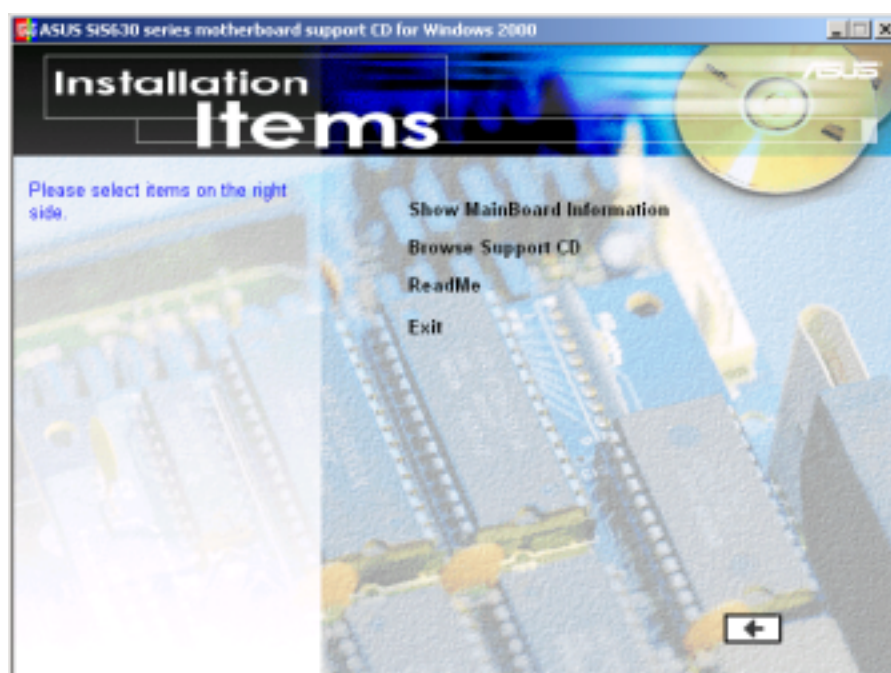 ASUS SiS630 series motherboard support CD for Windows 2000
Installation
Items
ASUS
Please select items on the right
side.
Show MainBoard Information
Browse Support CD
ReadMe
Exit